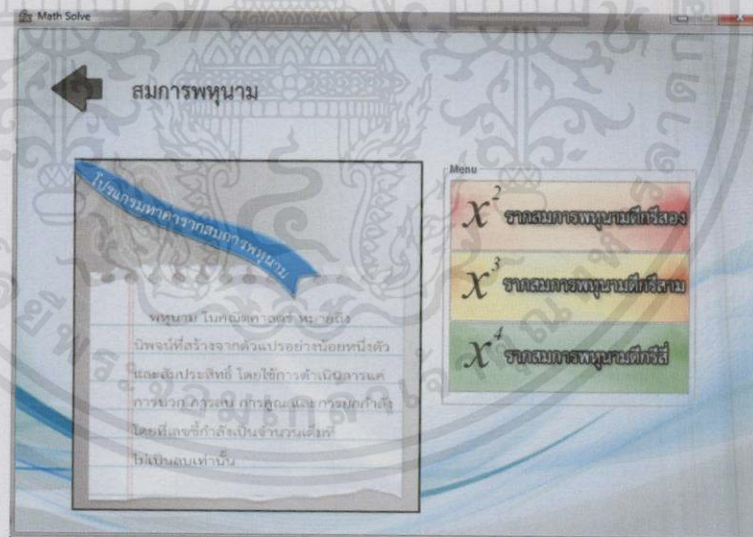 Math Solve
สมการพหุนาม
โปรแกรมหาค่ารากสมการพหุนาม
พหุนาม ในคณิตศาสตร์ หมายถึง
นิพจน์ที่สร้างจากตัวแปรอย่างน้อยหนึ่งตัว
และสัมประสิทธิ์ โดยใช้การดำเนินการแค่
การบวก การลบ การคูณ และการยกกำลัง
โดยที่เลขชี้กำลังเป็นจำนวนเต็มที่
ไม่เป็นลบเท่านั้น
Menu
x² รากสมการพหุนามดีกรีสอง
x³ รากสมการพหุนามดีกรีสาม
x⁴ รากสมการพหุนามดีกรีสี่